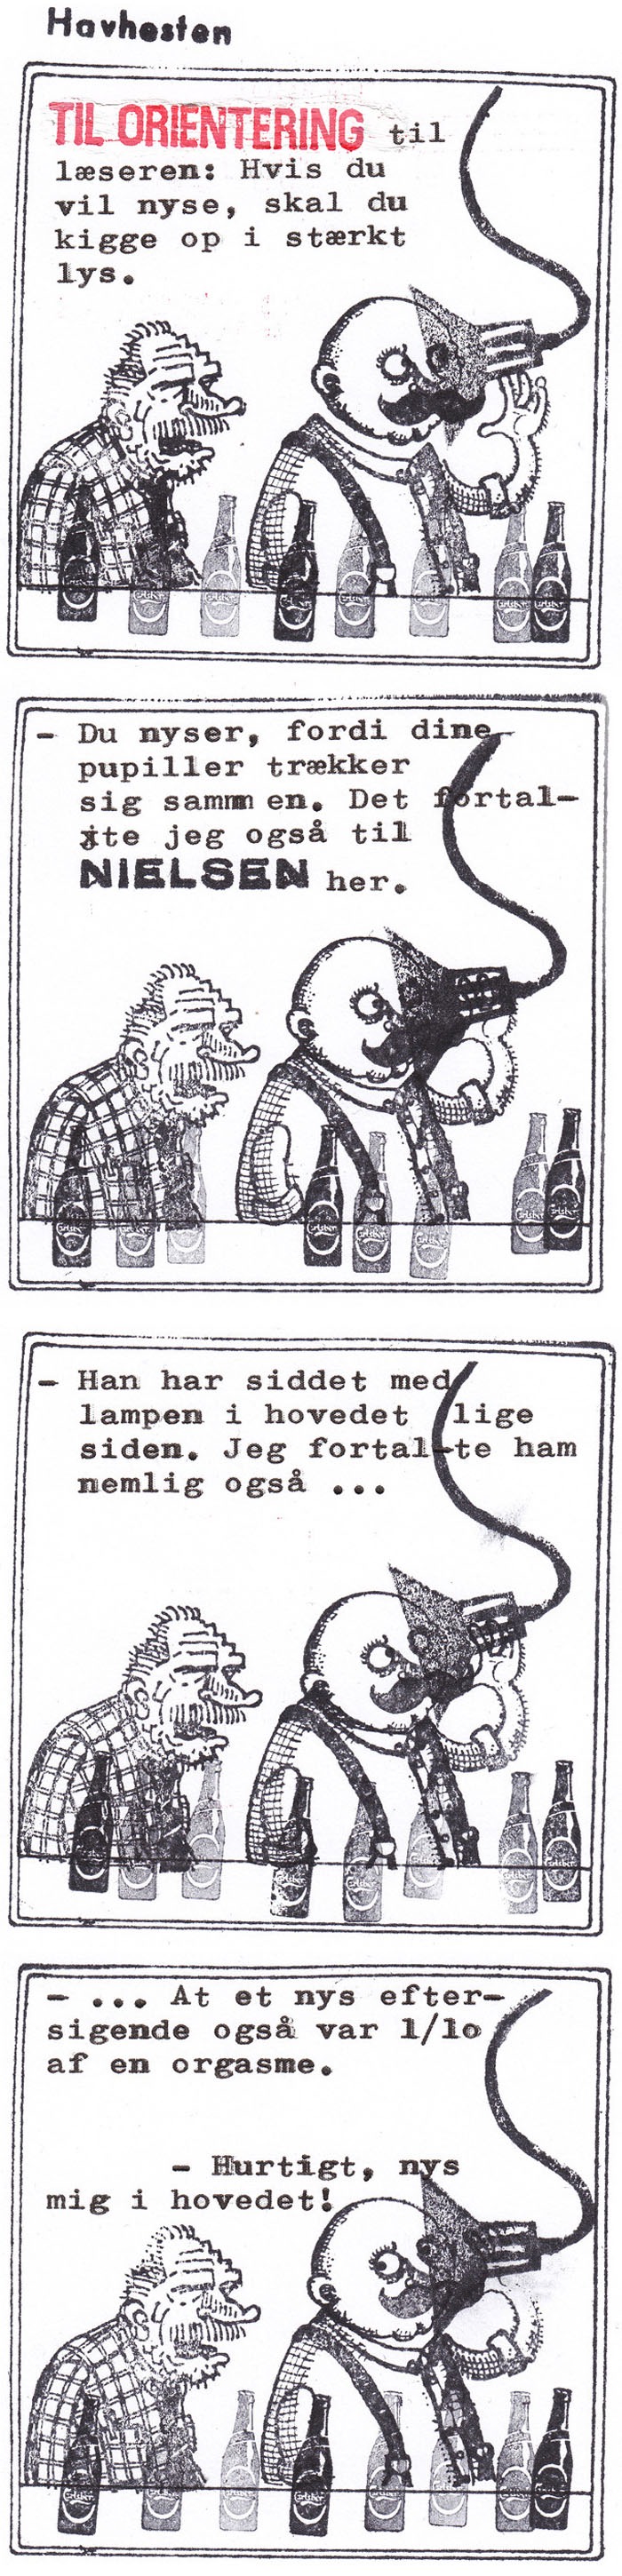 Havhesten
TIL ORIENTERING til
læseren: Hvis du
vil nyse, skal du
kigge op i stærkt
lys.
- Du nyser, fordi dine
pupiller trækker
sig samm en. Det fortal-
te jeg også til
NIELSEN her.
- Han har siddet med
lampen i hovedet lige
siden. Jeg fortal-te ham
nemlig også ...
- ... At et nys efter-
sigende også var 1/10
af en orgasme.
- Hurtigt, nys
mig i hovedet!